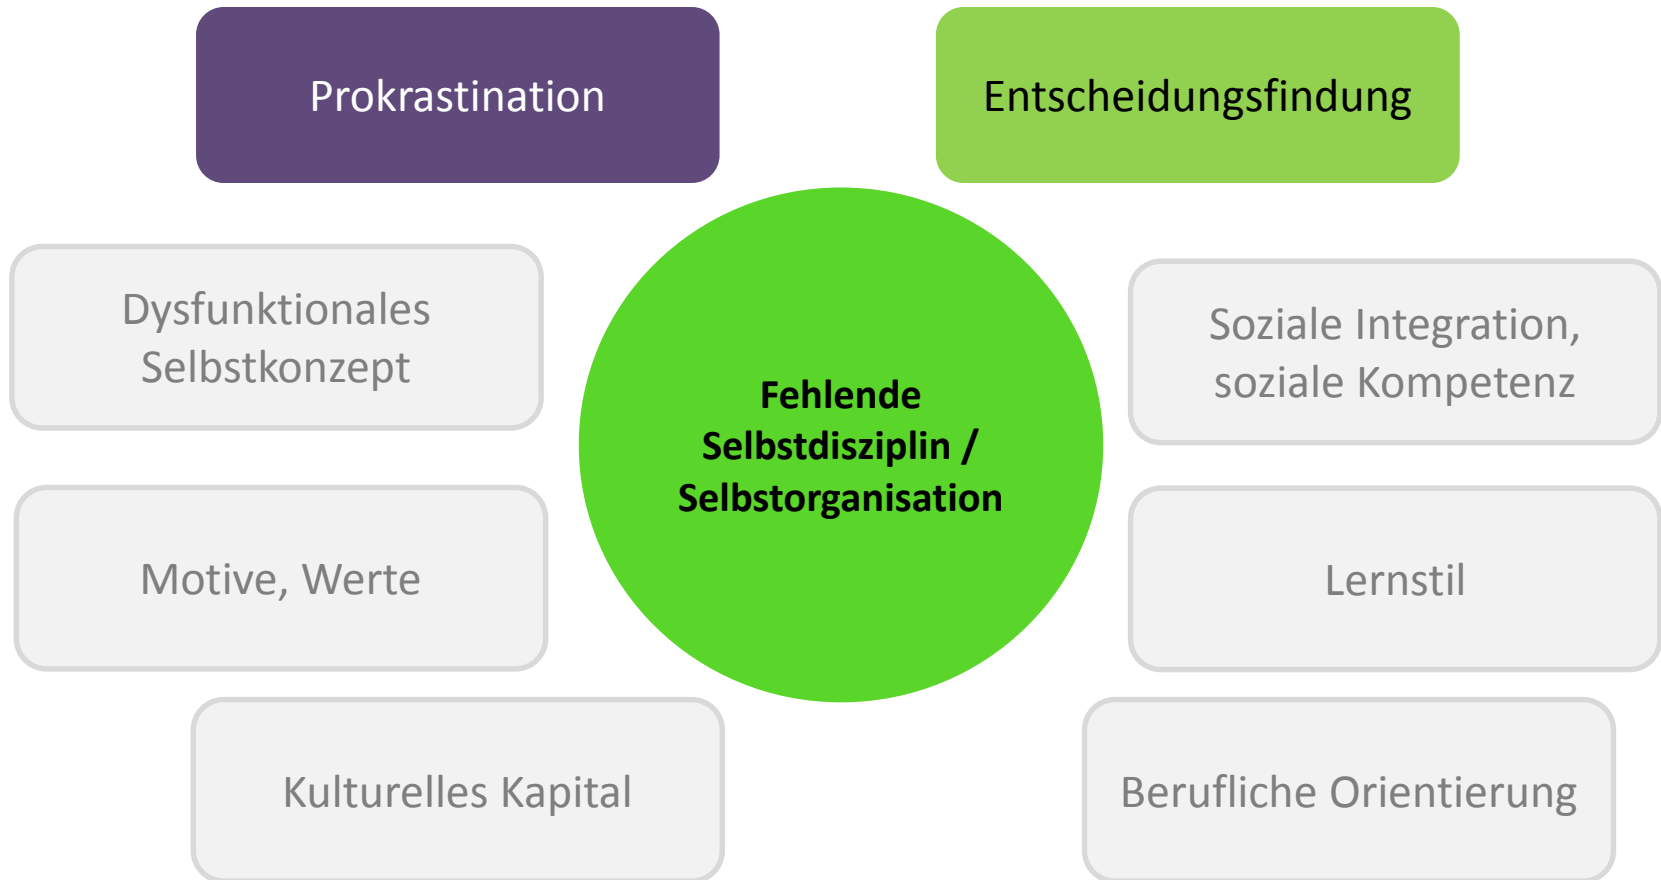 Prokrastination
Entscheidungsfindung
Dysfunktionales
Selbstkonzept
Fehlende
Selbstdisziplin /
Selbstorganisation
Soziale Integration,
soziale Kompetenz
Motive, Werte
Lernstil
Kulturelles Kapital
Berufliche Orientierung